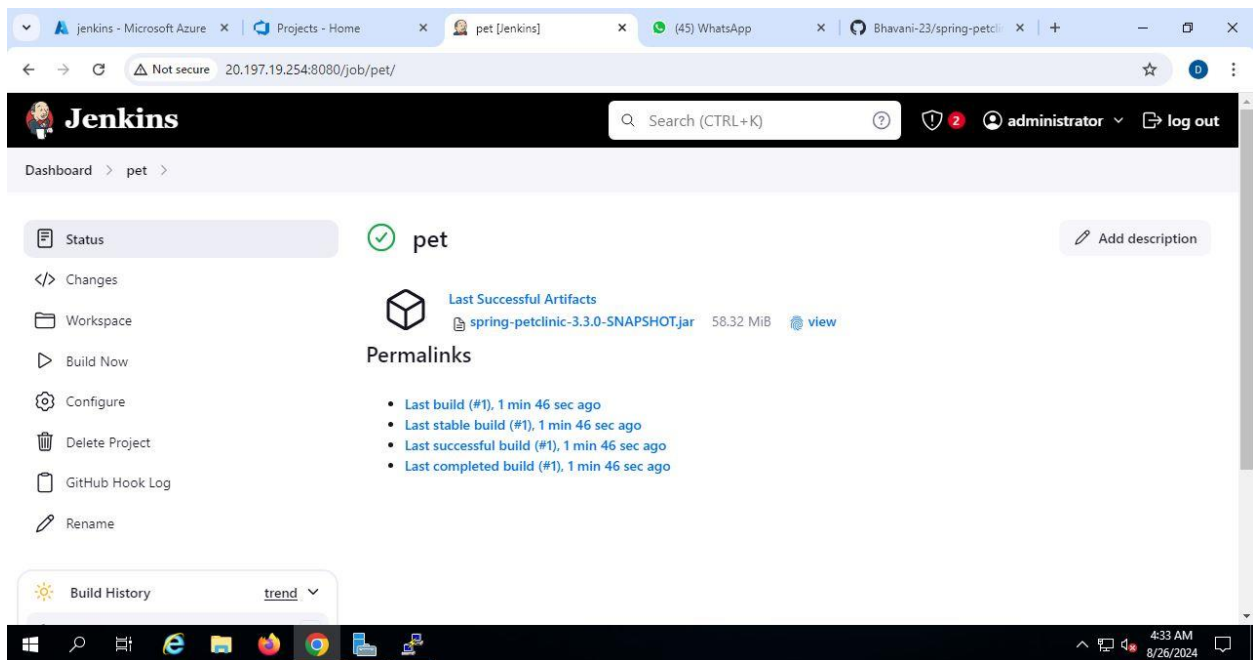 jenkins - Microsoft Azure
Projects - Home
pet [Jenkins]
(45) WhatsApp
Bhavani-23/spring-petcli
Not secure 20.197.19.254:8080/job/pet/
D
Jenkins
Search (CTRL+K)
2
administrator
log out
Dashboard > pet >
Status
pet
Add description
Changes
Last Successful Artifacts
Workspace
spring-petclinic-3.3.0-SNAPSHOT.jar 58.32 MiB view
Permalinks
Build Now
Configure
Last build (#1), 1 min 46 sec ago
Last stable build (#1), 1 min 46 sec ago
Delete Project
Last successful build (#1), 1 min 46 sec ago
Last completed build (#1), 1 min 46 sec ago
GitHub Hook Log
Rename
Build History trend
4:33 AM
8/26/2024